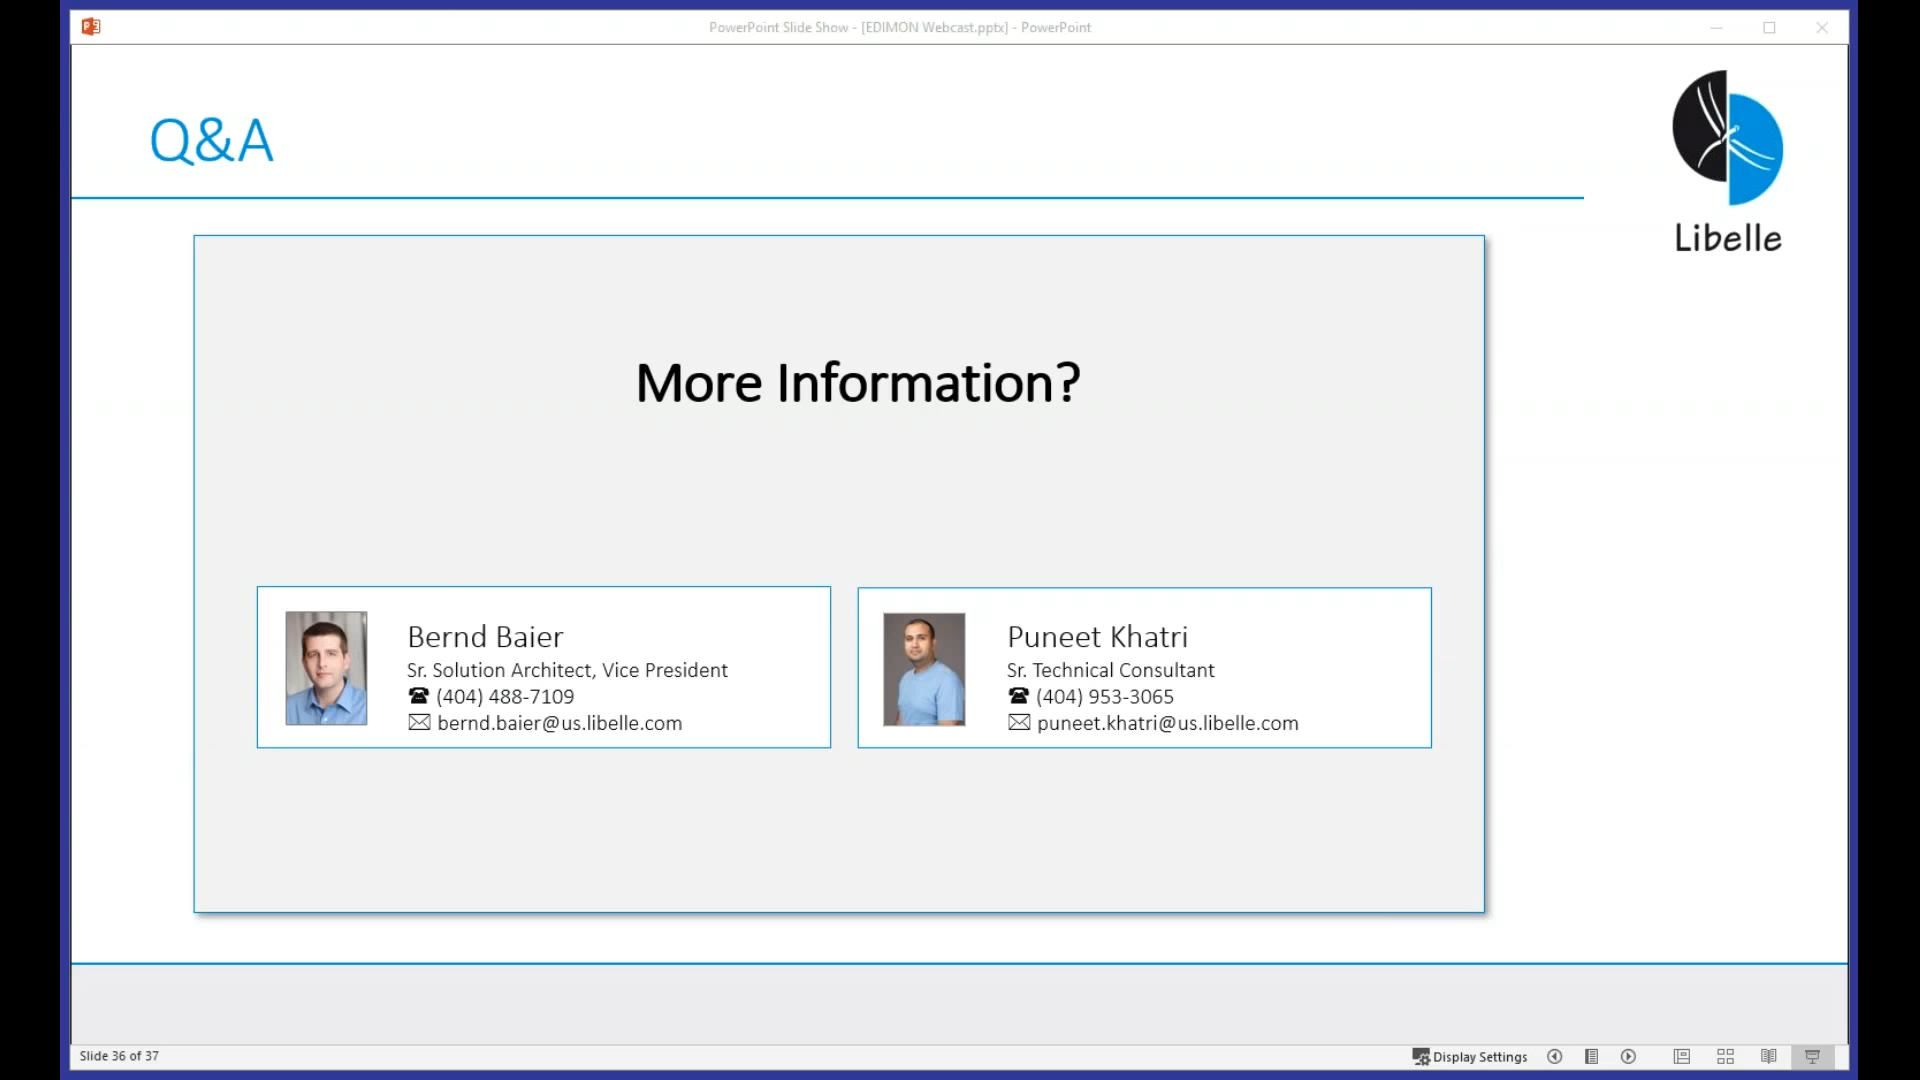 PowerPoint Slide Show - [EDIMON Webcast.pptx] - PowerPoint
Q&A
Libelle
More Information?
Bernd Baier
Sr. Solution Architect, Vice President
(404) 488-7109
bernd.baier@us.libelle.com
Puneet Khatri
Sr. Technical Consultant
(404) 953-3065
puneet.khatri@us.libelle.com
Slide 36 of 37
Display Settings